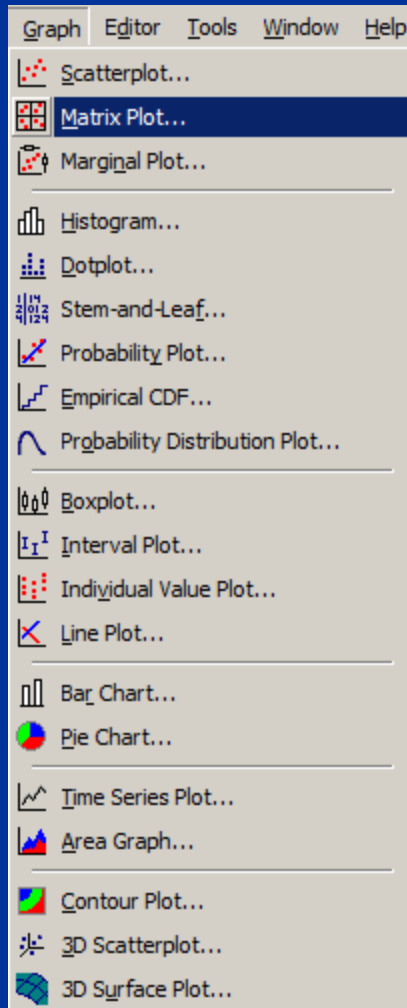 Graph Editor Tools Window Help
Scatterplot...
Matrix Plot...
Marginal Plot...
Histogram...
Dotplot...
Stem-and-Leaf...
Probability Plot...
Empirical CDF...
Probability Distribution Plot...
Boxplot...
Interval Plot...
Individual Value Plot...
Line Plot...
Bar Chart...
Pie Chart...
Time Series Plot...
Area Graph...
Contour Plot...
3D Scatterplot...
3D Surface Plot...